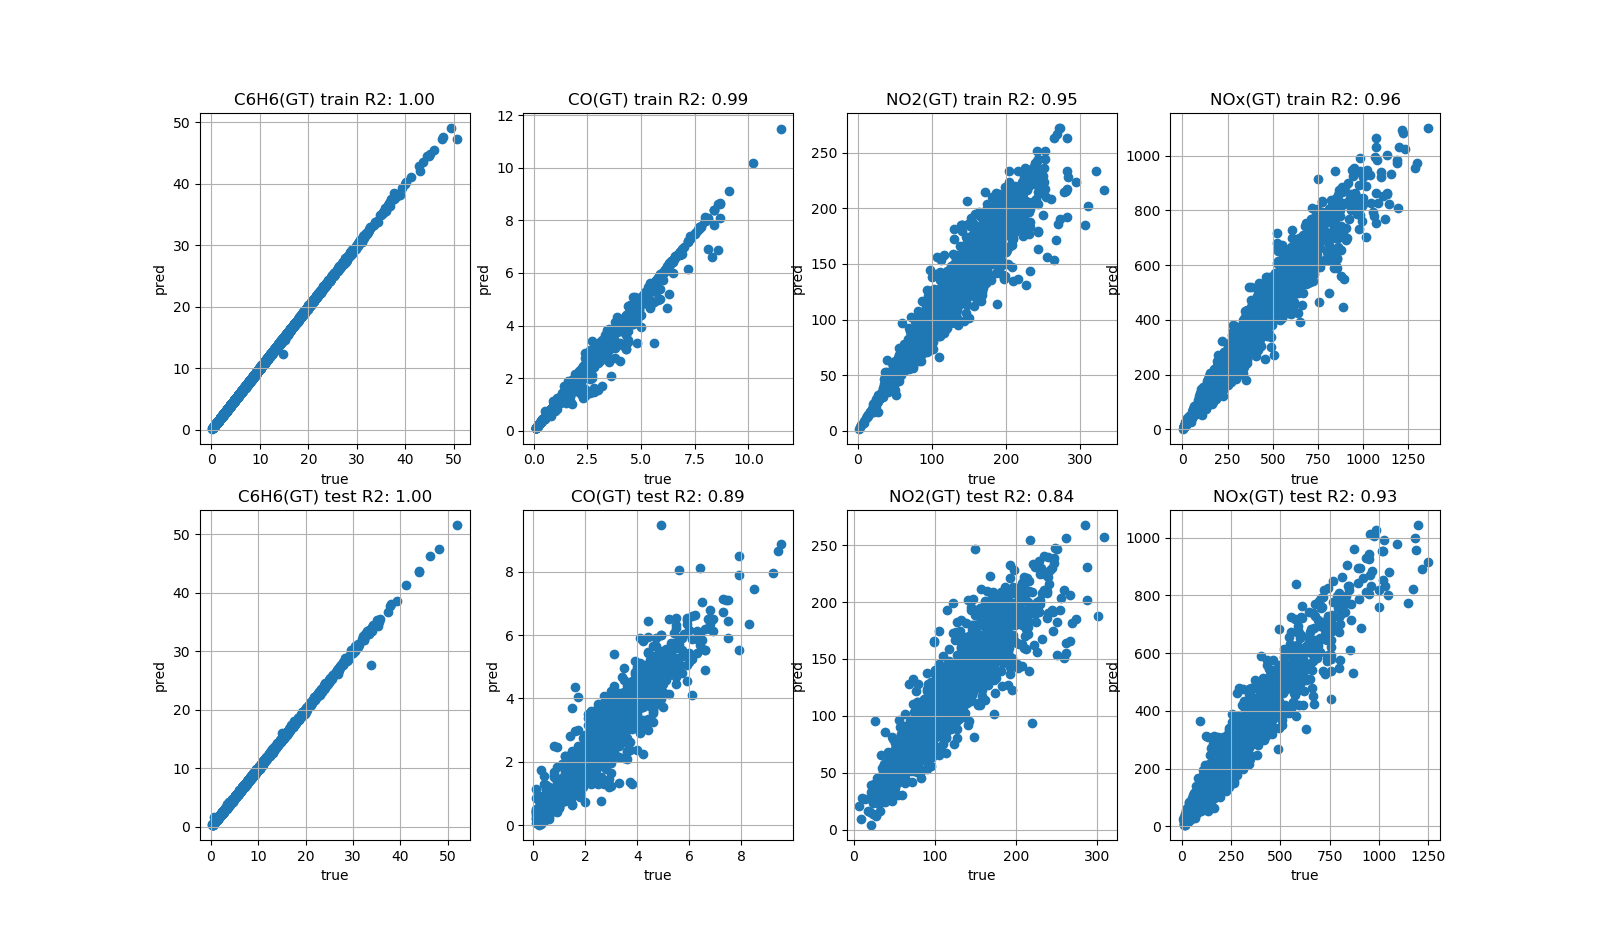 C6H6(GT) train R2: 1.00
50
40
30
20
10
0
pred
0 10 20 30 40 50
true
CO(GT) train R2: 0.99
12
10
8
6
4
2
0
pred
0.0 2.5 5.0 7.5 10.0
true
NO2(GT) train R2: 0.95
250
200
150
100
50
0
pred
0 100 200 300
true
NOx(GT) train R2: 0.96
1000
800
600
400
200
0
pred
0 250 500 750 1000 1250
true
C6H6(GT) test R2: 1.00
50
40
30
20
10
0
pred
0 10 20 30 40 50
true
CO(GT) test R2: 0.89
8
6
4
2
0
pred
0 2 4 6 8
true
NO2(GT) test R2: 0.84
250
200
150
100
50
0
pred
0 100 200 300
true
NOx(GT) test R2: 0.93
1000
800
600
400
200
0
pred
0 250 500 750 1000 1250
true